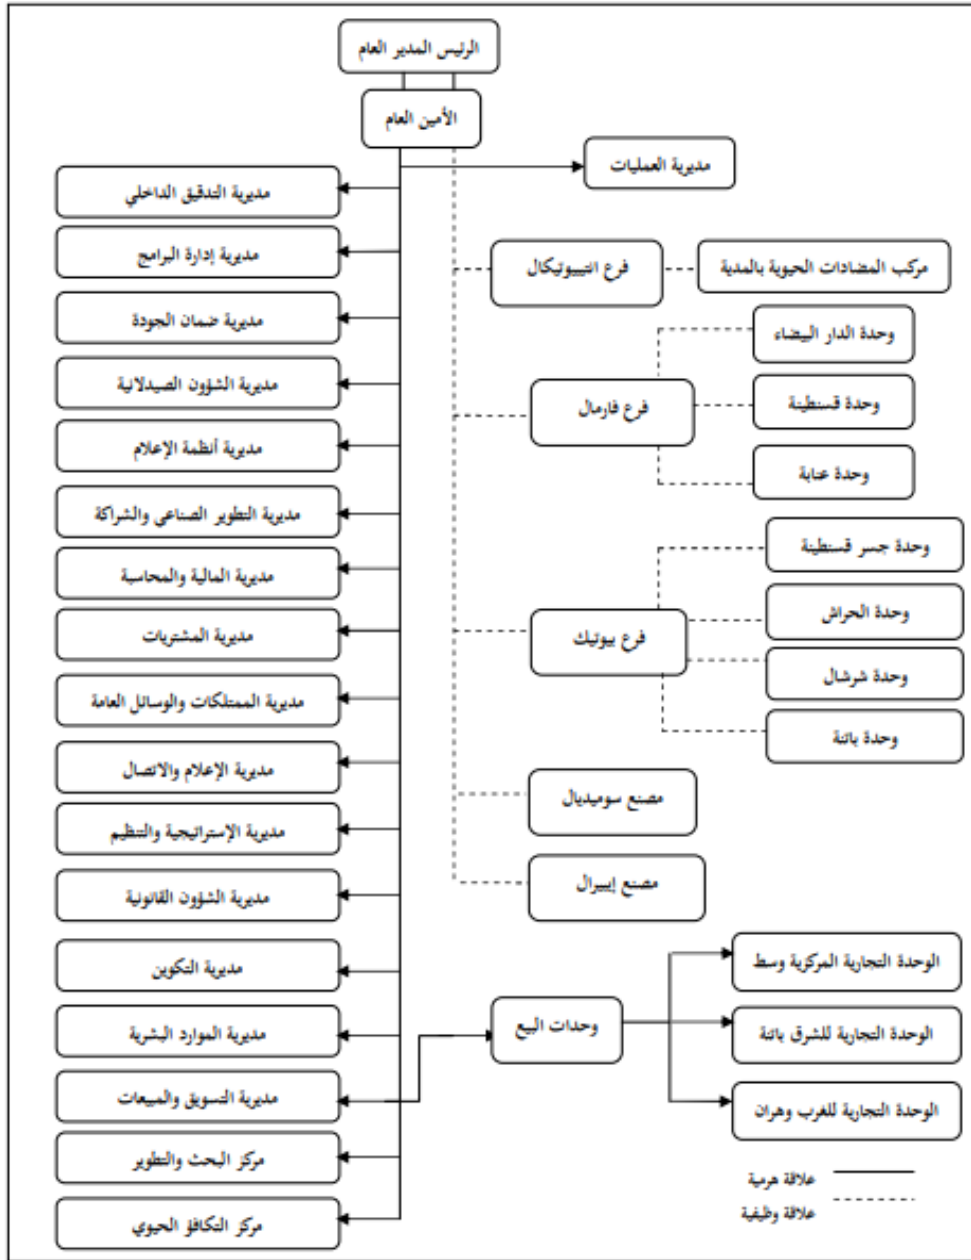 الرئيس المدير العام
الأمين العام
مديرية العمليات
مديرية التدقيق الداخلي
مديرية إدارة البرامج
مديرية ضمان الجودة
مديرية الشؤون الصيدلانية
مديرية أنظمة الإعلام
مديرية التطوير الصناعي والشراكة
مديرية المالية والمحاسبة
مديرية المشتريات
مديرية الممتلكات والوسائل العامة
مديرية الإعلام والاتصال
مديرية الإستراتيجية والتنظيم
مديرية الشؤون القانونية
مديرية التكوين
مديرية الموارد البشرية
مديرية التسويق والمبيعات
مركز البحث والتطوير
مركز التكافؤ الحيوي
فرع انتيبيوتيكال
مركب المضادات الحيوية بالمدية
فرع فارمال
وحدة الدار البيضاء
وحدة قسنطينة
وحدة عنابة
فرع بيوتيك
وحدة جسر قسنطينة
وحدة الحراش
وحدة شرشال
وحدة باتنة
مصنع سوميديال
مصنع إيبيرال
وحدات البيع
الوحدة التجارية المركزية وسط
الوحدة التجارية للشرق باتنة
الوحدة التجارية للغرب وهران
علاقة هرمية
علاقة وظيفية